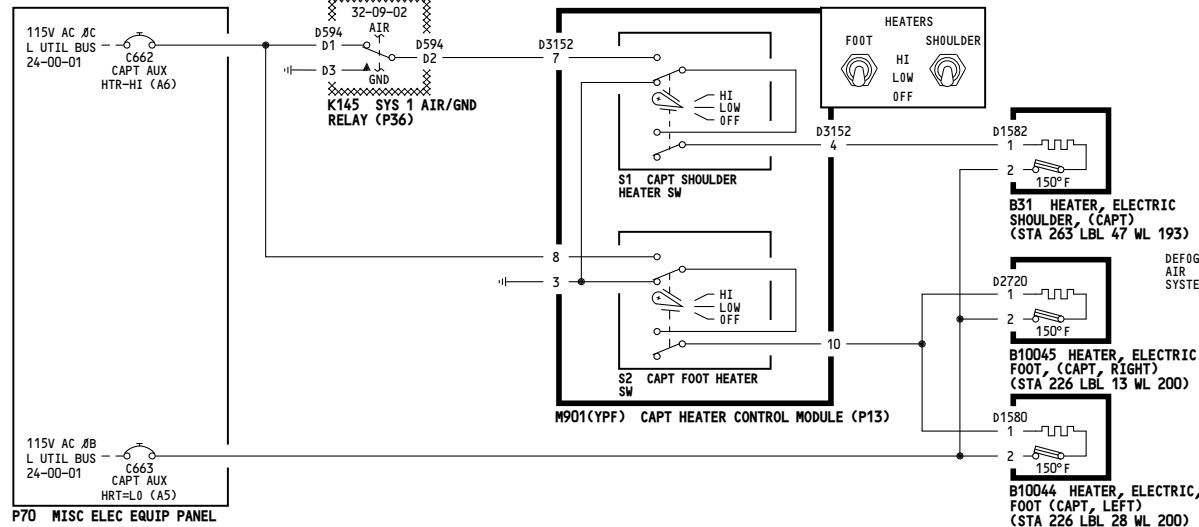 115V AC ØC
L UTIL BUS
24-00-01
C662
CAPT AUX
HTR-HI (A6)
32-09-02
AIR
D594
D1
D594
D2
D3
GND
K145 SYS 1 AIR/GND
RELAY (P36)
D3152
7
HI
LOW
OFF
S1 CAPT SHOULDER
HEATER SW
HEATERS
FOOT
SHOULDER
HI
LOW
OFF
D3152
4
D1582
1
2
150°F
B31 HEATER, ELECTRIC
SHOULDER, (CAPT)
(STA 263 LBL 47 WL 193)
8
3
HI
LOW
OFF
10
S2 CAPT FOOT HEATER
SW
M901(YPF) CAPT HEATER CONTROL MODULE (P13)
DEFOG
AIR
SYSTE
D2720
1
2
150°F
B10045 HEATER, ELECTRIC
FOOT, (CAPT, RIGHT)
(STA 226 LBL 13 WL 200)
115V AC ØB
L UTIL BUS
24-00-01
C663
CAPT AUX
HRT=LO (A5)
P70 MISC ELEC EQUIP PANEL
D1580
1
2
150°F
B10044 HEATER, ELECTRIC,
FOOT (CAPT, LEFT)
(STA 226 LBL 28 WL 200)